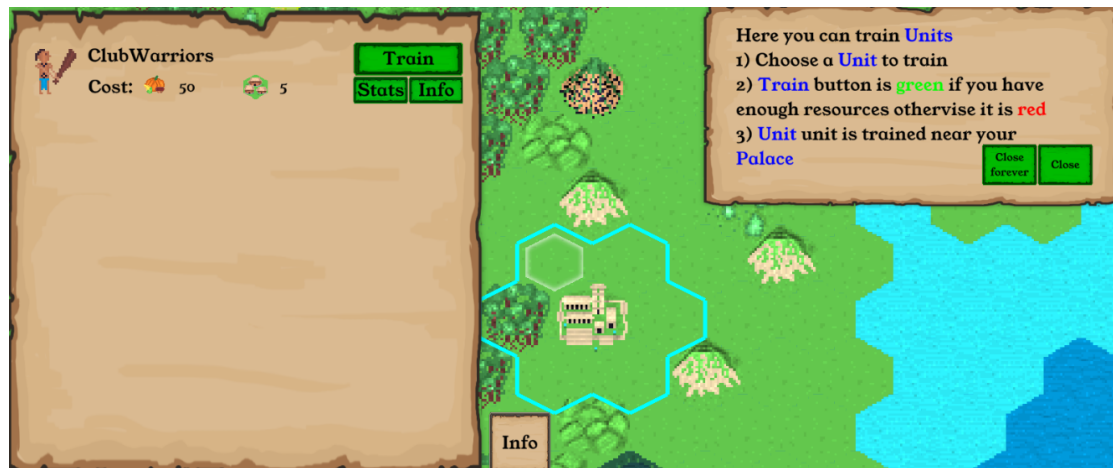 ClubWarriors
Cost: 50 5
Train
Stats Info
Here you can train Units
1) Choose a Unit to train
2) Train button is green if you have
enough resources othervise it is red
3) Unit unit is trained near your
Palace
Close
forever
Close
Info